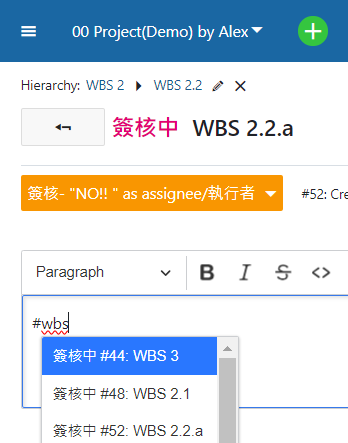 00 Project(Demo) by Alex
Hierarchy: WBS 2 WBS 2.2
簽核中 WBS 2.2.a
簽核- "NO!! " as assignee/執行者 #52: Cre
Paragraph B I S <>
#wbs
簽核中 #44: WBS 3
簽核中 #48: WBS 2.1
簽核中 #52: WBS 2.2.a